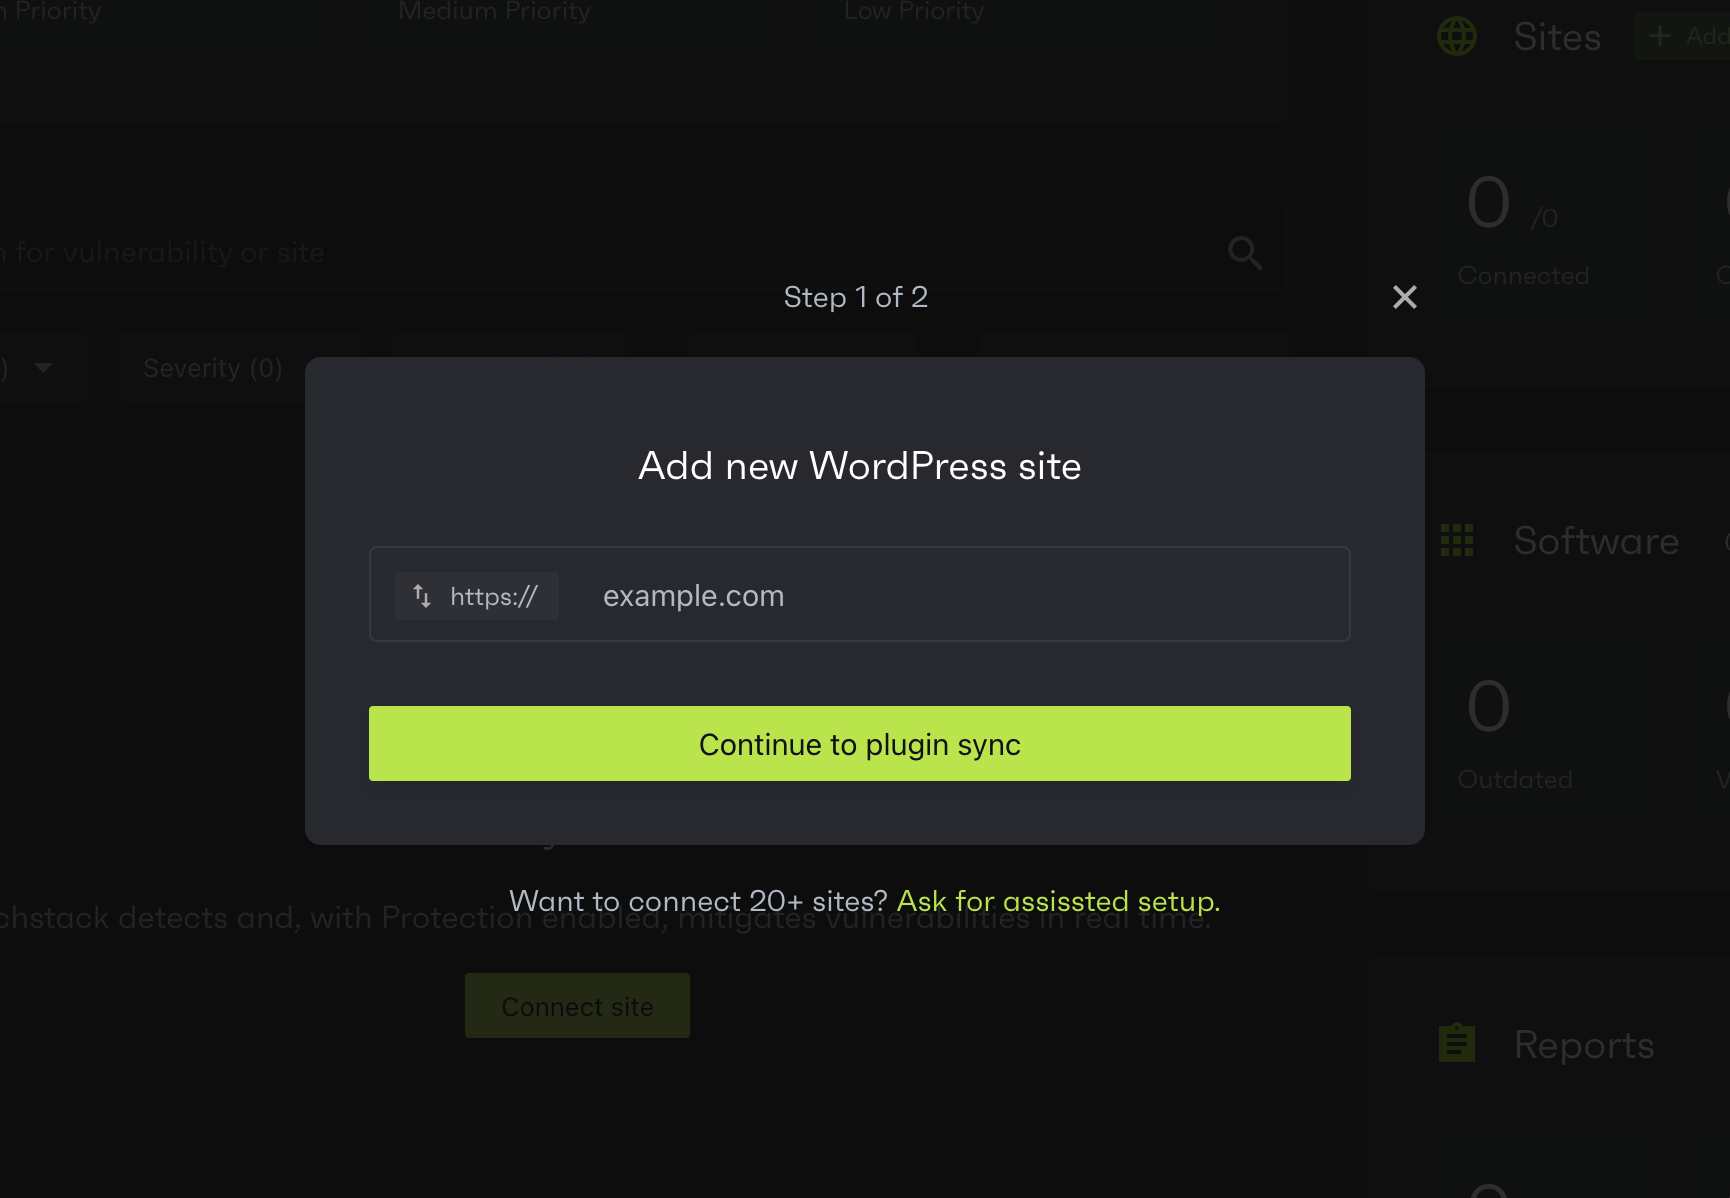 Priority
Medium Priority
Low Priority
Sites
+ Add
for vulnerability or site
0 /0
Connected
Step 1 of 2
Severity (0)
Add new WordPress site
https://
example.com
Software
Continue to plugin sync
0
Outdated
Want to connect 20+ sites? Ask for assissted setup.
chstack detects and, with Protection enabled, mitigates vulnerabilities in real time.
Connect site
Reports